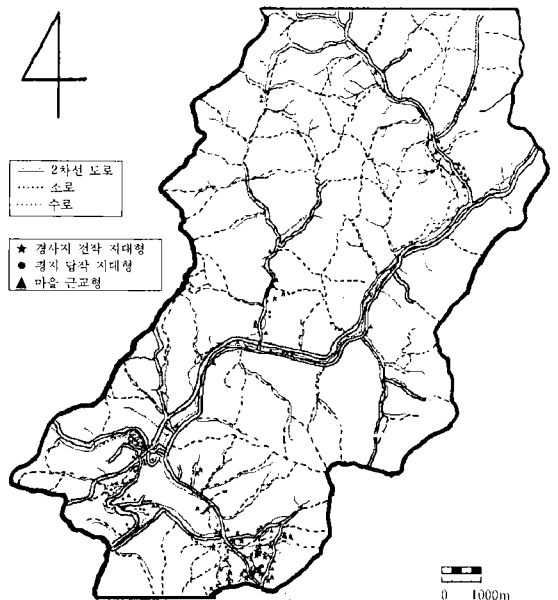 2차선 도로
소로
수로
★ 경사지 전작 지대형
● 평지 답작 지대형
▲ 마을 근교형
0 1000m